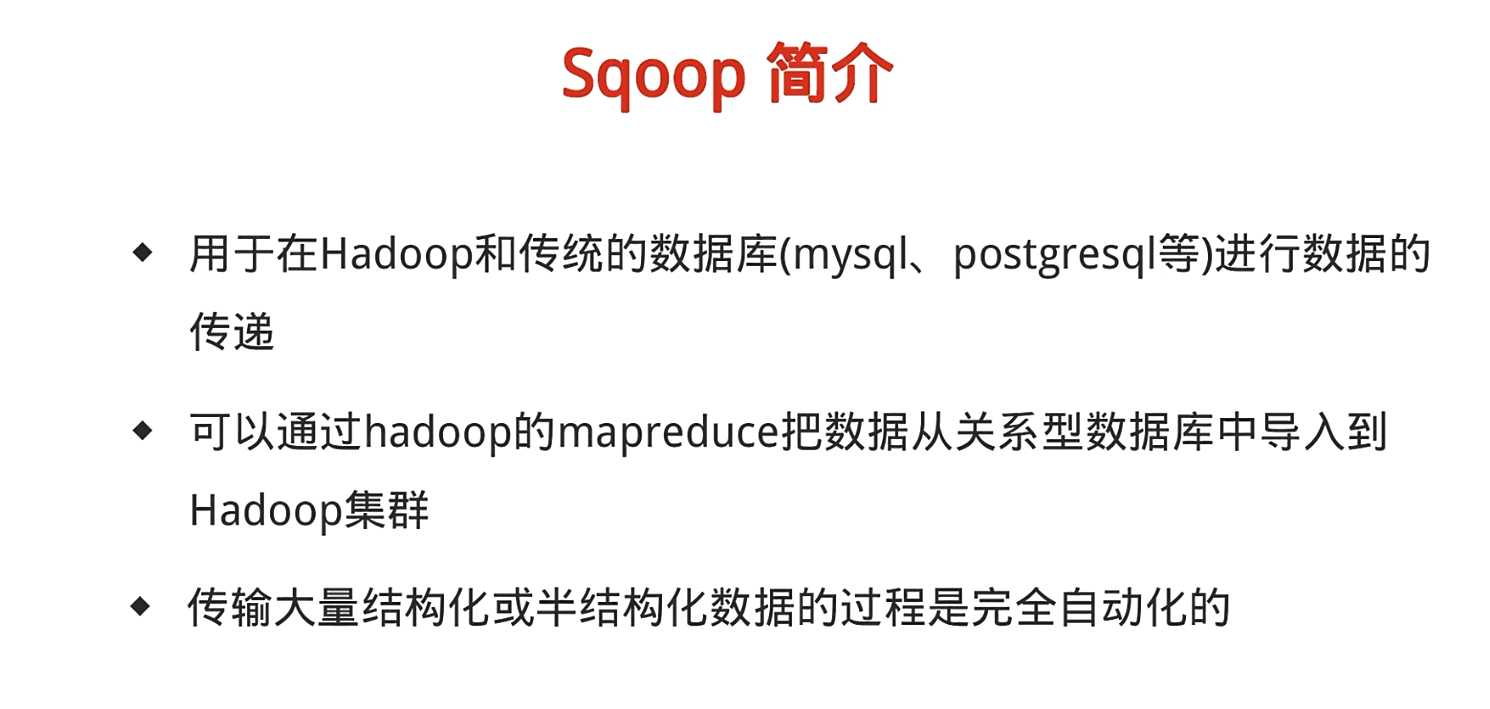 Sqoop 简介
◆ 用于在Hadoop和传统的数据库(mysql、postgresql等)进行数据的
传递
◆ 可以通过hadoop的mapreduce把数据从关系型数据库中导入到
Hadoop集群
◆ 传输大量结构化或半结构化数据的过程是完全自动化的